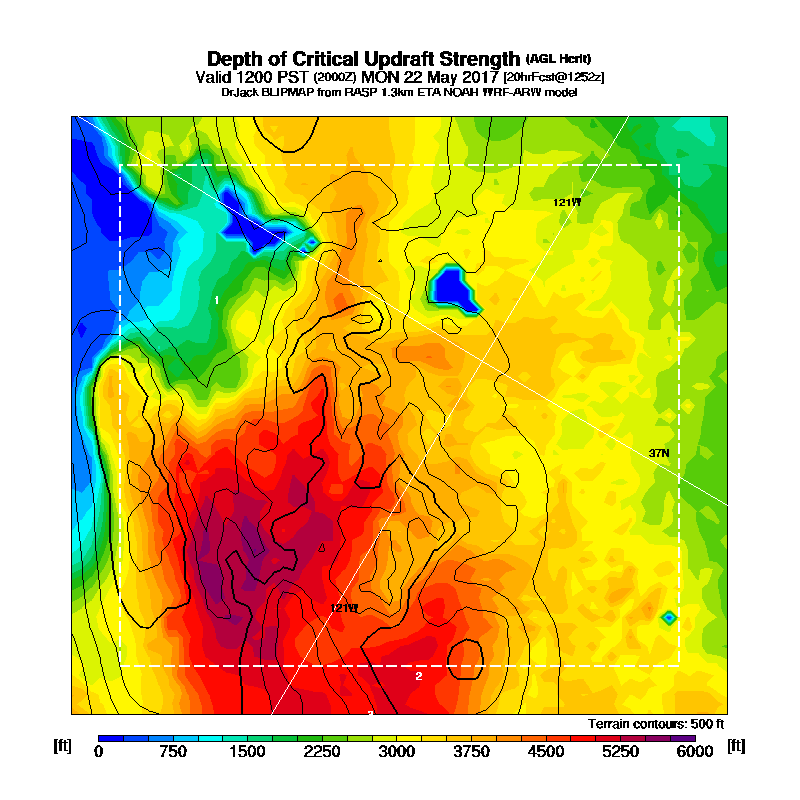 Depth of Critical Updraft Strength (AGL Hcrit)
Valid 1200 PST (2000Z) MON 22 May 2017 [20hrFcst@1252z]
DrJack BLIPMAP from RASP 1.3km ETA NOAH WRF-ARW model
121W
1
37N
121W
2
Terrain contours: 500 ft
[ft] 0 750 1500 2250 3000 3750 4500 5250 6000 [ft]